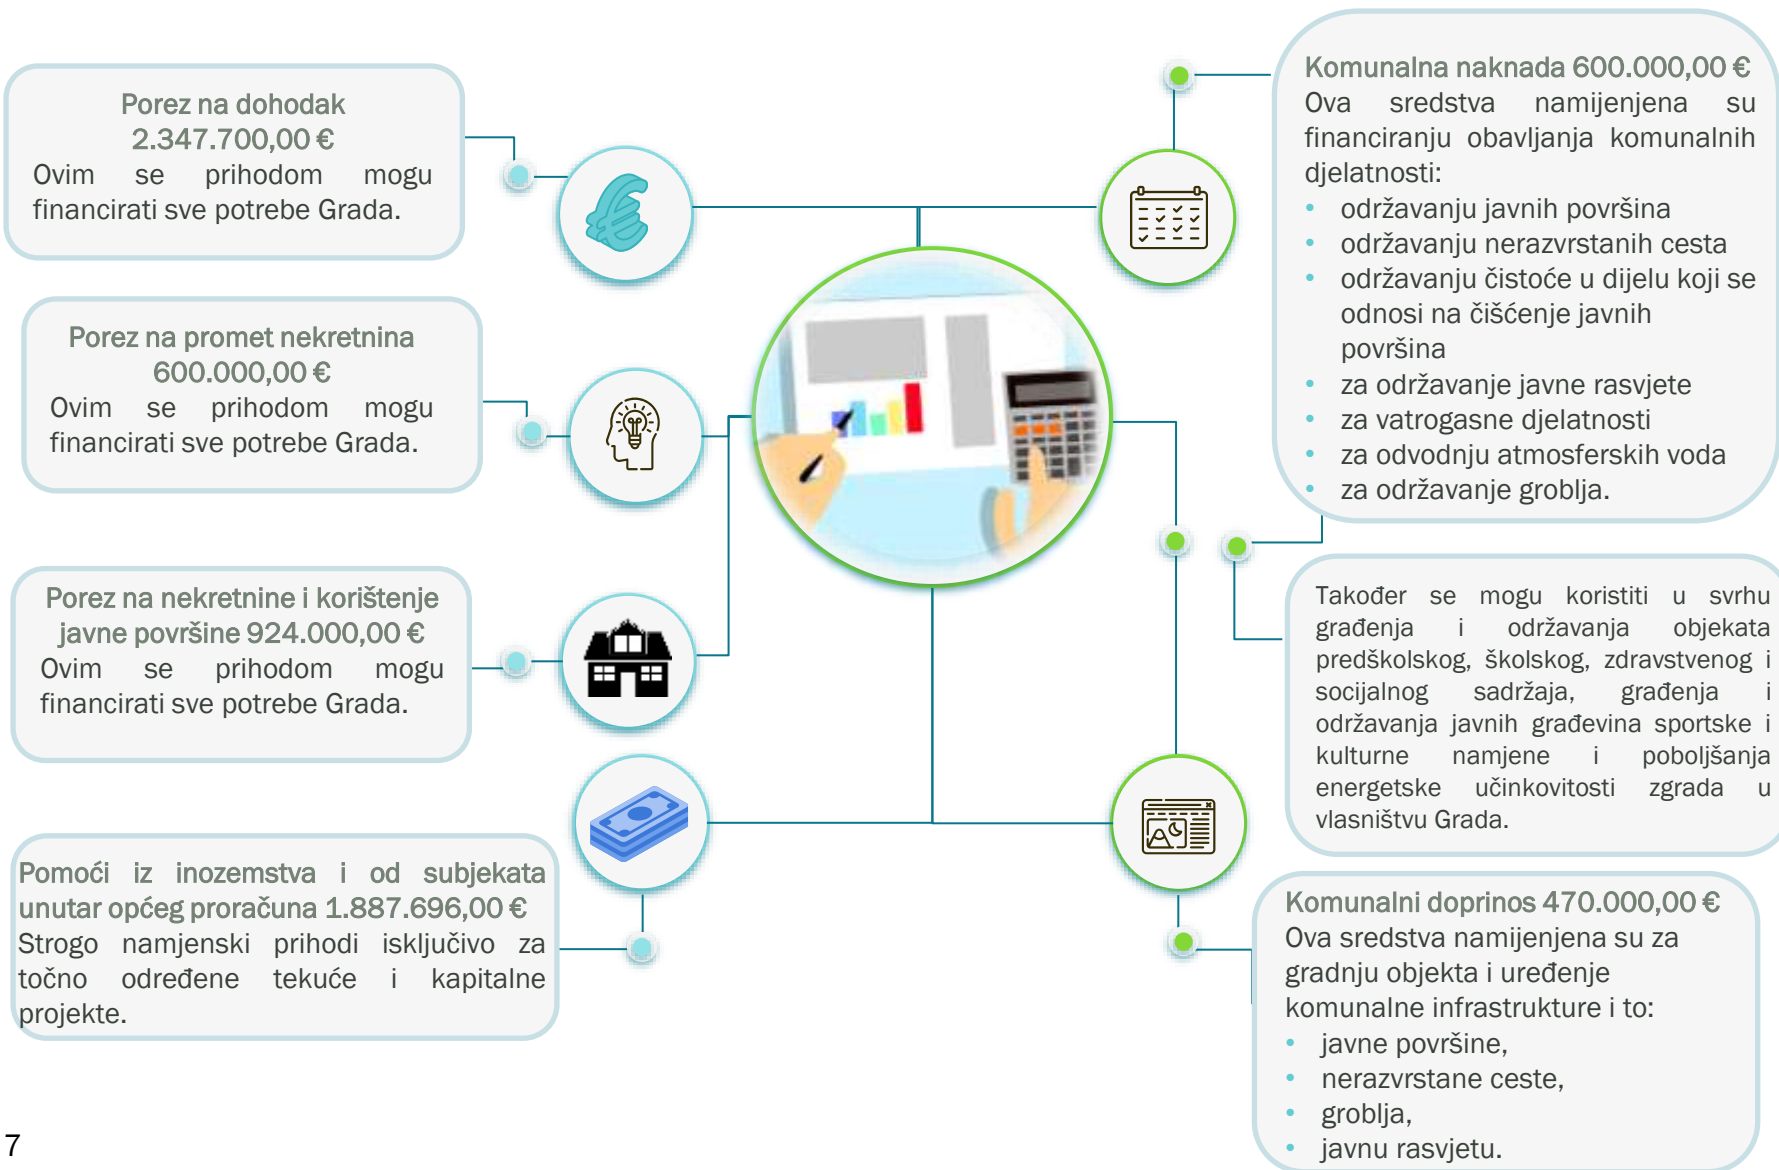 Porez na dohodak
2.347.700,00 €
Ovim se prihodom mogu
financirati sve potrebe Grada.
Porez na promet nekretnina
600.000,00 €
Ovim se prihodom mogu
financirati sve potrebe Grada.
Porez na nekretnine i korištenje
javne površine 924.000,00 €
Ovim se prihodom mogu
financirati sve potrebe Grada.
Pomoći iz inozemstva i od subjekata
unutar općeg proračuna 1.887.696,00 €
Strogo namjenski prihodi isključivo za
točno određene tekuće i kapitalne
projekte.
Komunalna naknada 600.000,00 €
Ova sredstva namijenjena su
financiranju obavljanja komunalnih
djelatnosti:
• održavanju javnih površina
• održavanju nerazvrstanih cesta
• održavanju čistoće u dijelu koji se
odnosi na čišćenje javnih
površina
• za održavanje javne rasvjete
• za vatrogasne djelatnosti
• za odvodnju atmosferskih voda
• za održavanje groblja.
Također se mogu koristiti u svrhu
građenja i održavanja objekata
predškolskog, školskog, zdravstvenog i
socijalnog sadržaja, građenja i
održavanja javnih građevina sportske i
kulturne namjene i poboljšanja
energetske učinkovitosti zgrada u
vlasništvu Grada.
Komunalni doprinos 470.000,00 €
Ova sredstva namijenjena su za
gradnju objekta i uređenje
komunalne infrastrukture i to:
• javne površine,
• nerazvrstane ceste,
• groblja,
• javnu rasvjetu.
7